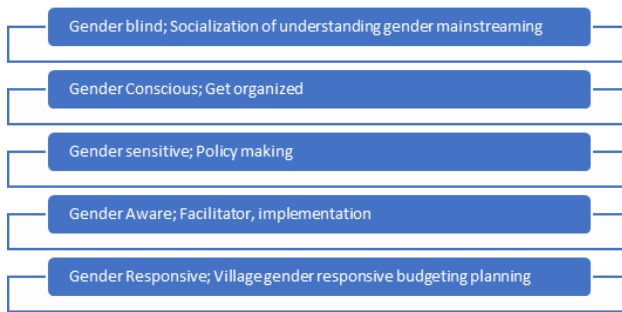 Gender blind; Socialization of understanding gender mainstreaming
Gender Conscious; Get organized
Gender sensitive; Policy making
Gender Aware; Facilitator, implementation
Gender Responsive; Village gender responsive budgeting planning